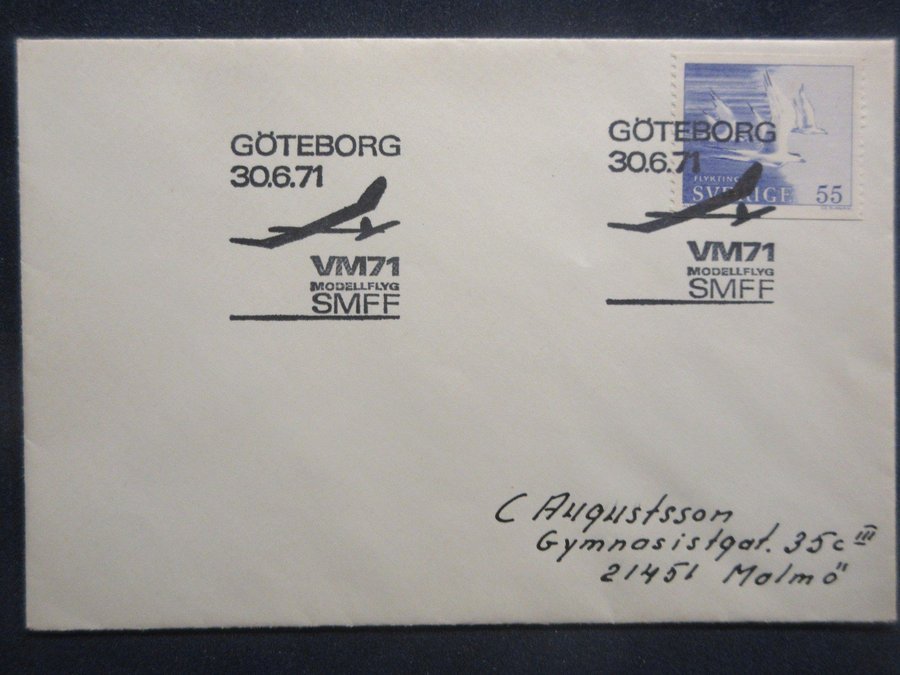 GÖTEBORG
30.6.71
VM71
MODELLFLYG
SMFF
GÖTEBORG
30.6.71
VM71
MODELLFLYG
SMFF
SVERIGE 55
C Augustsson
Gymnasistgat. 35c III
21451 Malmö